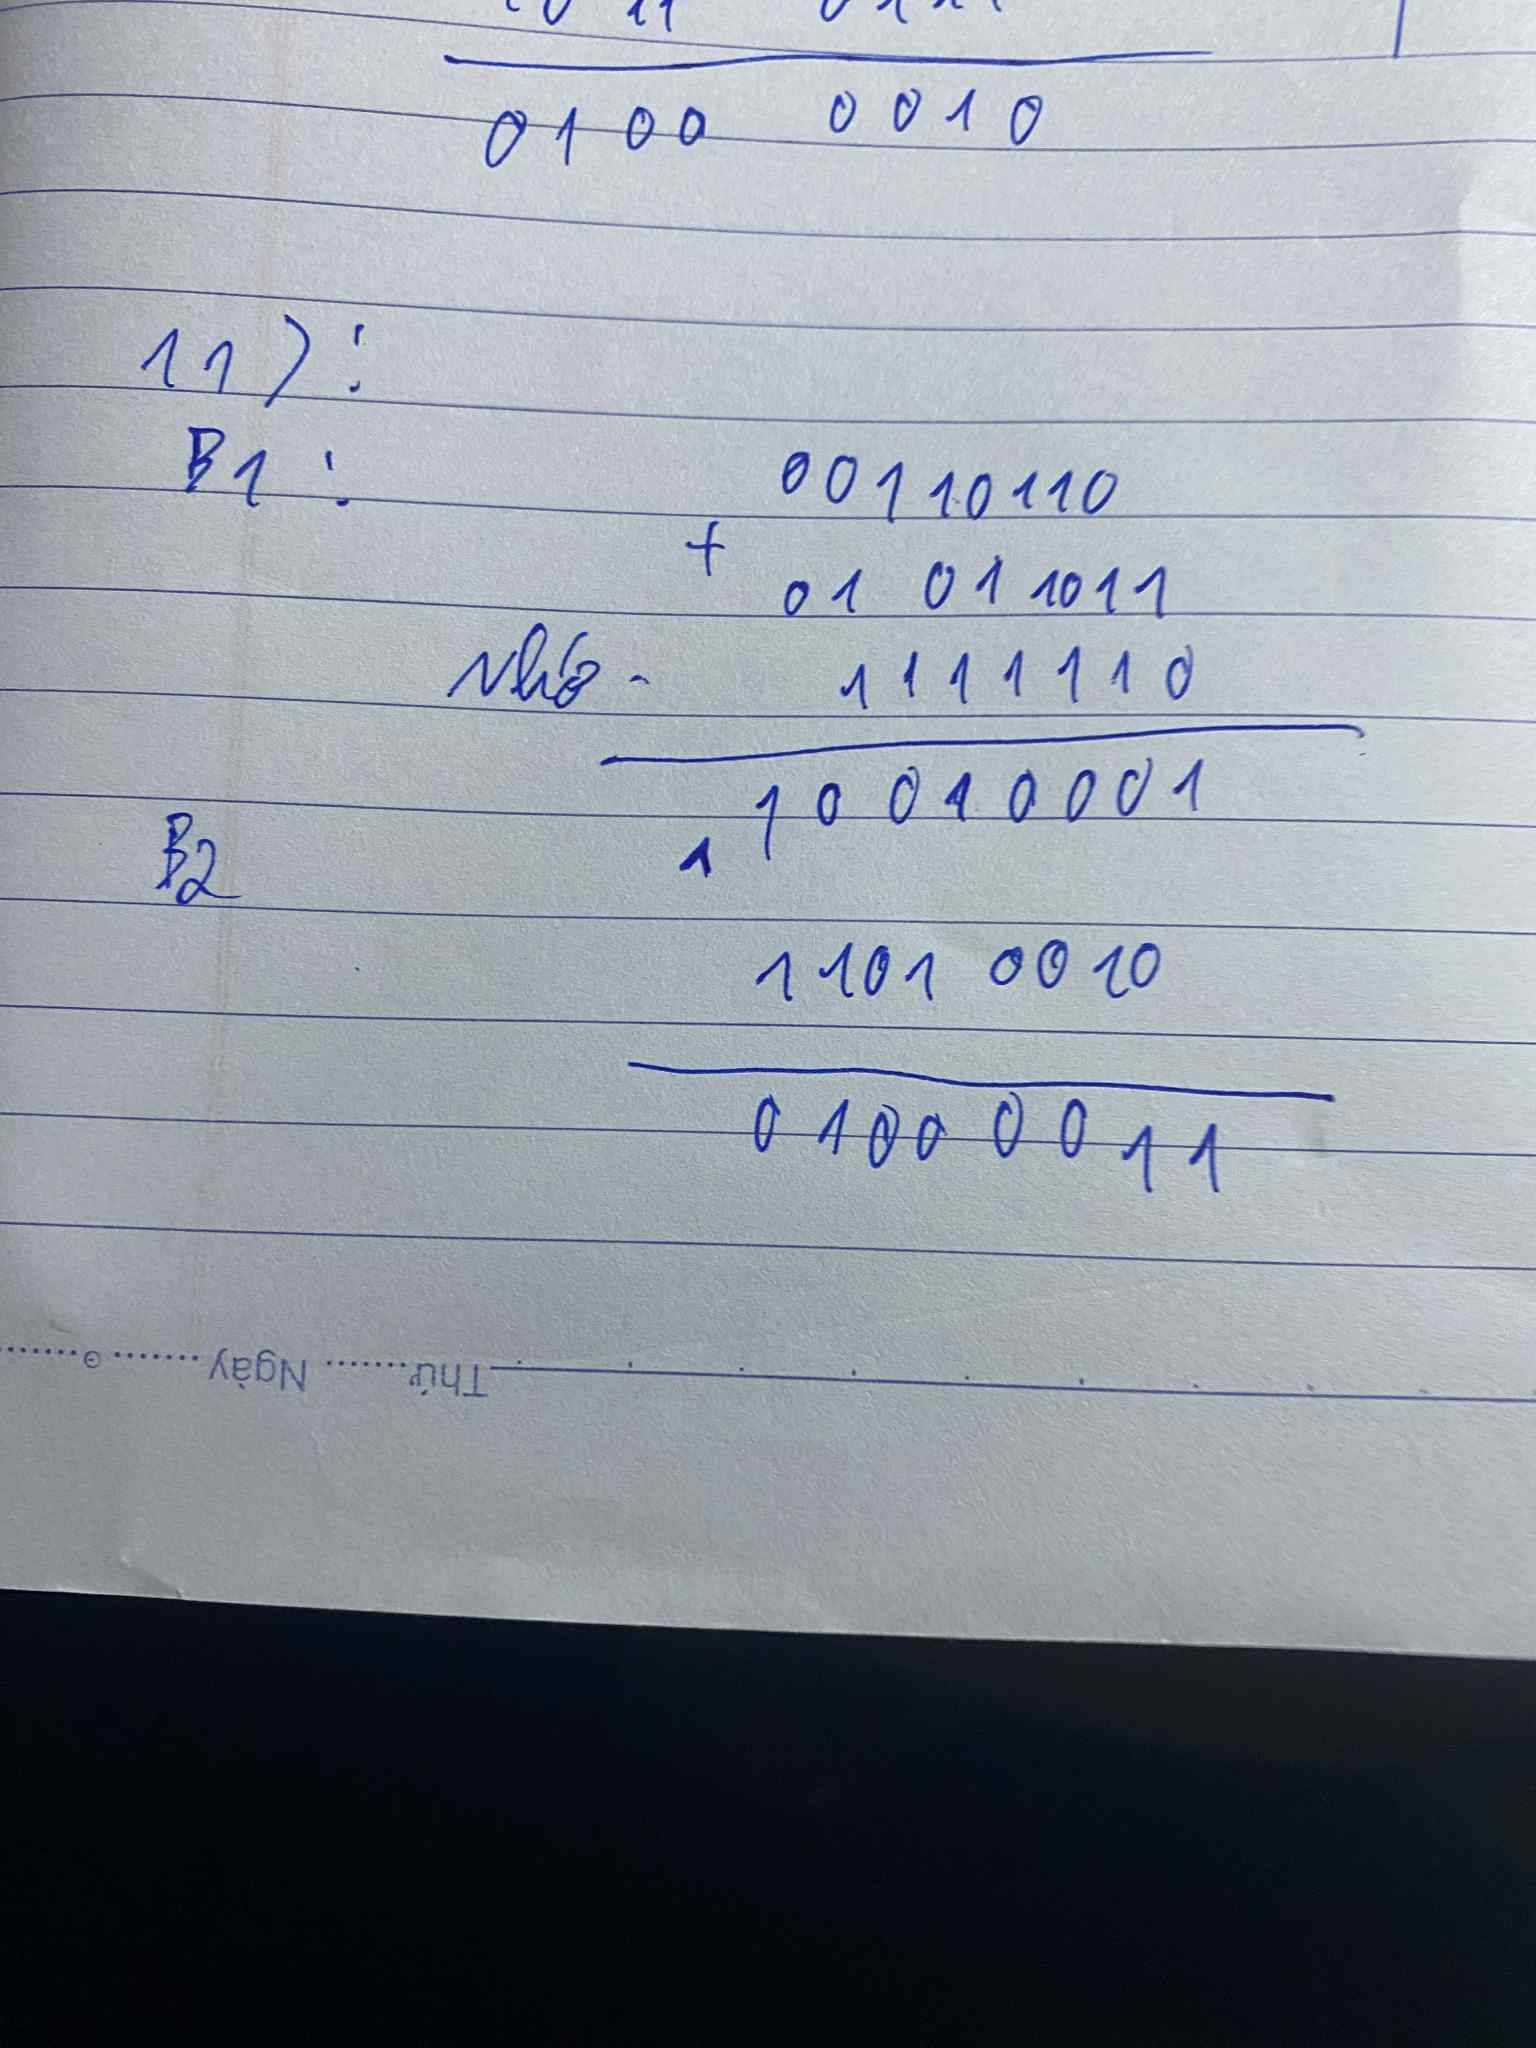 0100 0010
11):
B1: 00110110
+
01 011011
Nhớ - 1111110
10010001
1
B2
1101 0010
0100 0011
Thứ........ Ngày ........